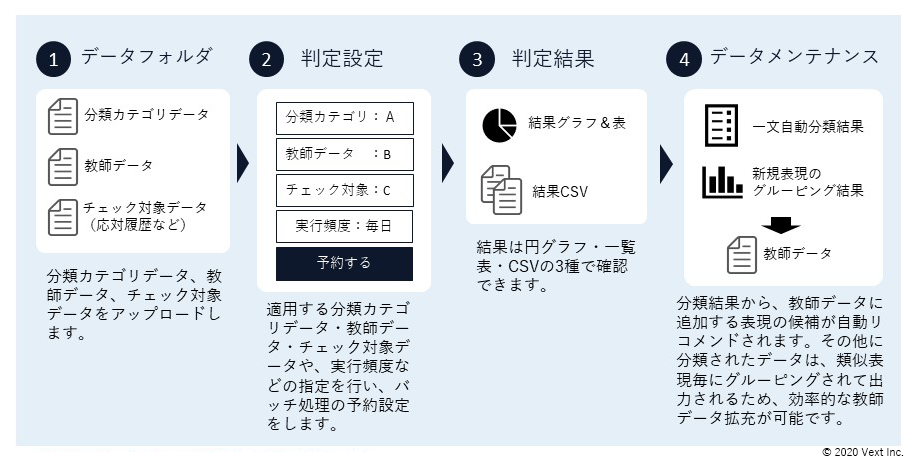 1 データフォルダ
分類カテゴリデータ
教師データ
チェック対象データ
（応対履歴など）
分類カテゴリデータ、教
師データ、チェック対象
データをアップロードし
ます。
2 判定設定
分類カテゴリ：A
教師データ　：B
チェック対象：C
実行頻度：毎日
予約する
適用する分類カテゴ
リデータ・教師デー
タ・チェック対象デ
ータや、実行頻度な
どの指定を行い、バ
ッチ処理の予約設定
をします。
3 判定結果
結果グラフ＆表
結果CSV
結果は円グラフ・一覧
表・CSVの3種で確認
できます。
4 データメンテナンス
一文自動分類結果
新規表現の
グルーピング結果
教師データ
分類結果から、教師データに
追加する表現の候補が自動リ
コメンドされます。その他に
分類されたデータは、類似表
現毎にグルーピングされて出
力されるため、効率的な教師
データ拡充が可能です。
© 2020 Vext Inc.